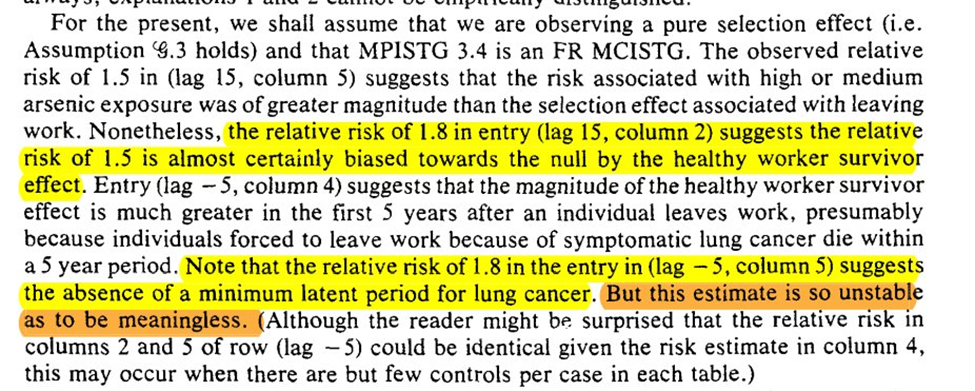 always, explanations 1 and 2 cannot be empirically distinguished.
For the present, we shall assume that we are observing a pure selection effect (i.e.
Assumption 𝒢.3 holds) and that MPISTG 3.4 is an FR MCISTG. The observed relative
risk of 1.5 in (lag 15, column 5) suggests that the risk associated with high or medium
arsenic exposure was of greater magnitude than the selection effect associated with leaving
work. Nonetheless, the relative risk of 1.8 in entry (lag 15, column 2) suggests the relative
risk of 1.5 is almost certainly biased towards the null by the healthy worker survivor
effect. Entry (lag − 5, column 4) suggests that the magnitude of the healthy worker survivor
effect is much greater in the first 5 years after an individual leaves work, presumably
because individuals forced to leave work because of symptomatic lung cancer die within
a 5 year period. Note that the relative risk of 1.8 in the entry in (lag − 5, column 5) suggests
the absence of a minimum latent period for lung cancer. But this estimate is so unstable
as to be meaningless. (Although the reader might be surprised that the relative risk in
columns 2 and 5 of row (lag − 5) could be identical given the risk estimate in column 4,
this may occur when there are but few controls per case in each table.)